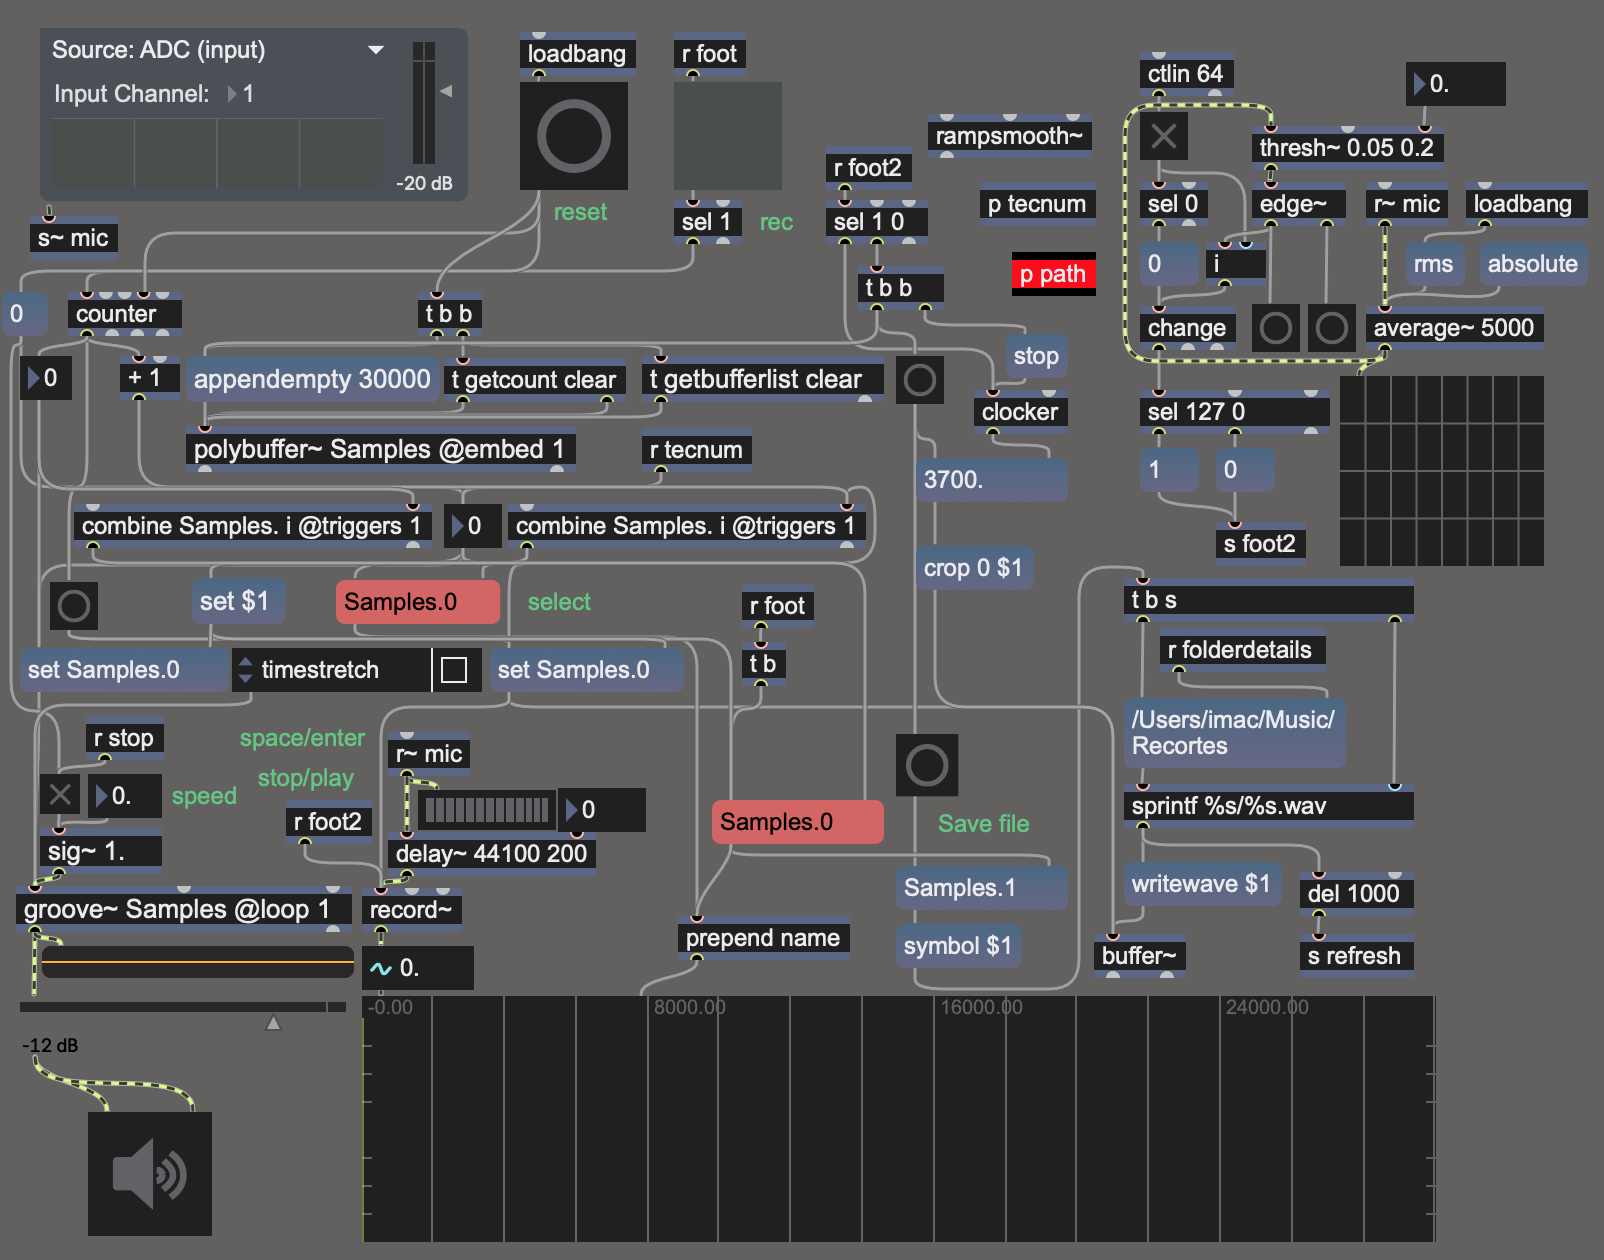 Source: ADC (input)
Input Channel: 1
-20 dB
s~ mic
loadbang
reset
r foot
sel 1
rec
r foot2
sel 1 0
t b b
rampsmooth~
p tecnum
p path
ctlin 64
0.
thresh~ 0.05 0.2
sel 0
edge~
r~ mic
loadbang
0
i
rms
absolute
change
average~ 5000
0
counter
t b b
0
+ 1
appendempty 30000
t getcount clear
t getbufferlist clear
stop
clocker
sel 127 0
polybuffer~ Samples @embed 1
r tecnum
3700.
1
0
combine Samples. i @triggers 1
0
combine Samples. i @triggers 1
s foot2
crop 0 $1
set $1
Samples.0
select
r foot
t b s
set Samples.0
timestretch
set Samples.0
t b
r folderdetails
/Users/imac/Music/
Recortes
r stop
space/enter
r~ mic
0.
speed
stop/play
r foot2
0
Samples.0
Save file
sprintf %s/%s.wav
sig~ 1.
delay~ 44100 200
Samples.1
writewave $1
del 1000
groove~ Samples @loop 1
record~
prepend name
symbol $1
buffer~
s refresh
0.
-0.00
8000.00
16000.00
24000.00
-12 dB